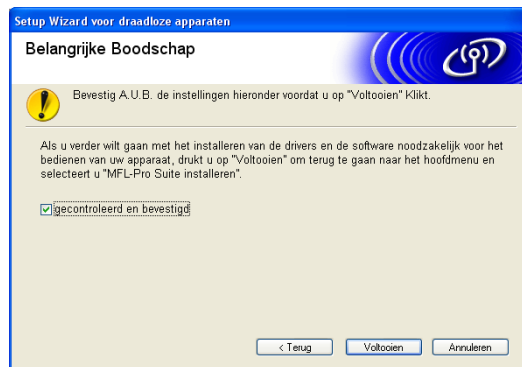 Setup Wizard voor draadloze apparaten
Belangrijke Boodschap
Bevestig A.U.B. de instellingen hieronder voordat u op "Voltooien" Klikt.
Als u verder wilt gaan met het installeren van de drivers en de software noodzakelijk voor het
bedienen van uw apparaat, drukt u op "Voltooien" om terug te gaan naar het hoofdmenu en
selecteert u "MFL-Pro Suite installeren".
gecontroleerd en bevestigd
< Terug
Voltooien
Annuleren